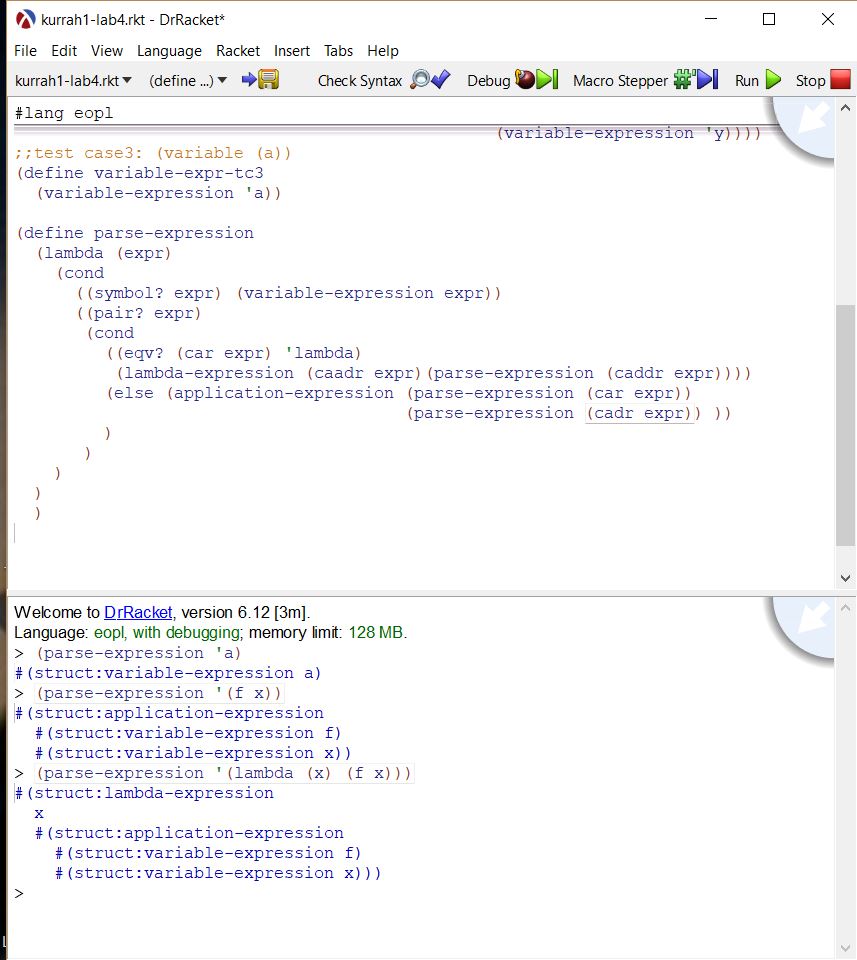 kurrah1-lab4.rkt - DrRacket*
File Edit View Language Racket Insert Tabs Help
kurrah1-lab4.rkt▼ (define ...)▼ Check Syntax Debug Macro Stepper #' Run Stop
#lang eopl
(variable-expression 'y))))
;;test case3: (variable (a))
(define variable-expr-tc3
(variable-expression 'a))
(define parse-expression
(lambda (expr)
(cond
((symbol? expr) (variable-expression expr))
((pair? expr)
(cond
((eqv? (car expr) 'lambda)
(lambda-expression (caadr expr)(parse-expression (caddr expr))))
(else (application-expression (parse-expression (car expr))
(parse-expression (cadr expr)) ))
)
)
)
)
)
Welcome to DrRacket, version 6.12 [3m].
Language: eopl, with debugging; memory limit: 128 MB.
> (parse-expression 'a)
#(struct:variable-expression a)
> (parse-expression '(f x))
#(struct:application-expression
#(struct:variable-expression f)
#(struct:variable-expression x))
> (parse-expression '(lambda (x) (f x)))
#(struct:lambda-expression
x
#(struct:application-expression
#(struct:variable-expression f)
#(struct:variable-expression x)))
>